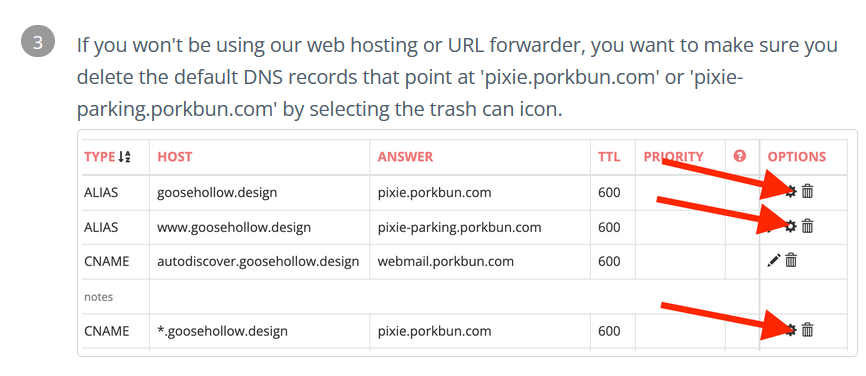 3
If you won't be using our web hosting or URL forwarder, you want to make sure you
delete the default DNS records that point at 'pixie.porkbun.com' or 'pixie-
parking.porkbun.com' by selecting the trash can icon.
TYPE HOST ANSWER TTL PRIORITY ? OPTIONS
ALIAS goosehollow.design pixie.porkbun.com 600
ALIAS www.goosehollow.design pixie-parking.porkbun.com 600
CNAME autodiscover.goosehollow.design webmail.porkbun.com 600
notes
CNAME *.goosehollow.design pixie.porkbun.com 600